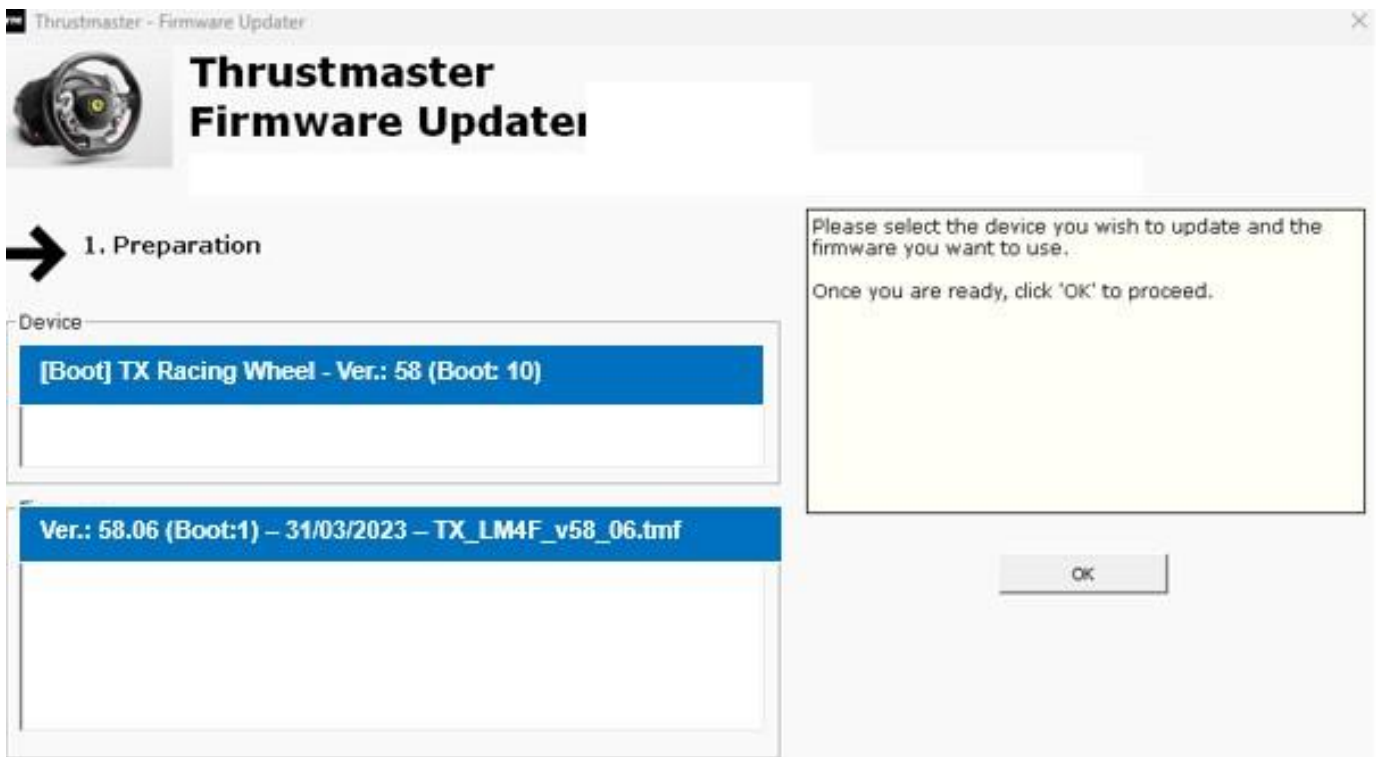 Thrustmaster - Firmware Updater
Thrustmaster
Firmware Updater
1. Preparation
Please select the device you wish to update and the
firmware you want to use.
Once you are ready, click 'OK' to proceed.
Device
[Boot] TX Racing Wheel - Ver.: 58 (Boot: 10)
Ver.: 58.06 (Boot:1) – 31/03/2023 – TX_LM4F_v58_06.tmf
OK